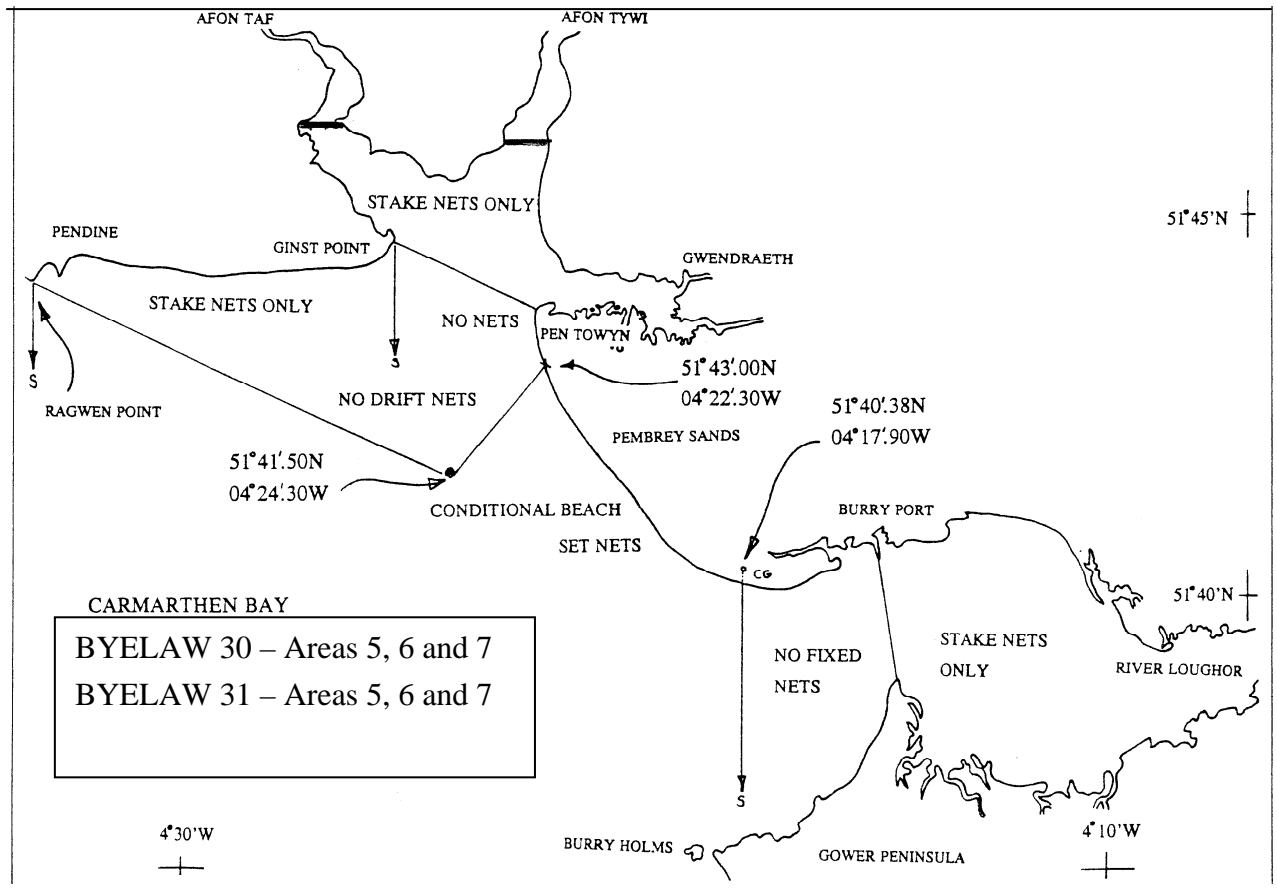 AFON TAF
AFON TYWI
STAKE NETS ONLY
51°45'N
PENDINE
GINST POINT
GWENDRAETH
STAKE NETS ONLY
NO NETS
PEN TOWYN
S
S
51°43'.00N
04°22'.30W
RAGWEN POINT
NO DRIFT NETS
51°40'.38N
04°17'.90W
PEMBREY SANDS
51°41'.50N
04°24'.30W
CONDITIONAL BEACH
SET NETS
BURRY PORT
CG
51°40'N
CARMARTHEN BAY
BYELAW 30 – Areas 5, 6 and 7
BYELAW 31 – Areas 5, 6 and 7
NO FIXED
NETS
STAKE NETS
ONLY
RIVER LOUGHOR
S
4°30'W
BURRY HOLMS
GOWER PENINSULA
4°10'W